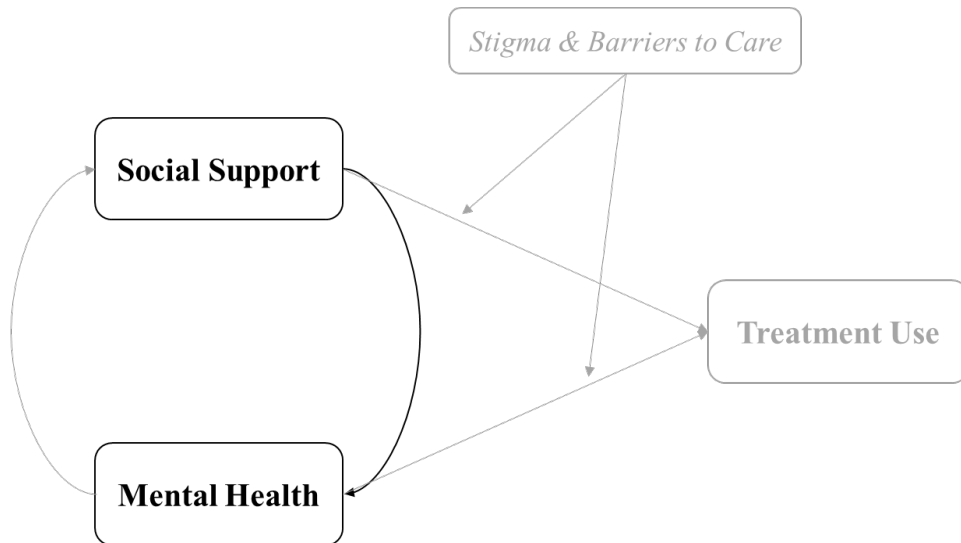 Stigma & Barriers to Care
Social Support
Treatment Use
Mental Health